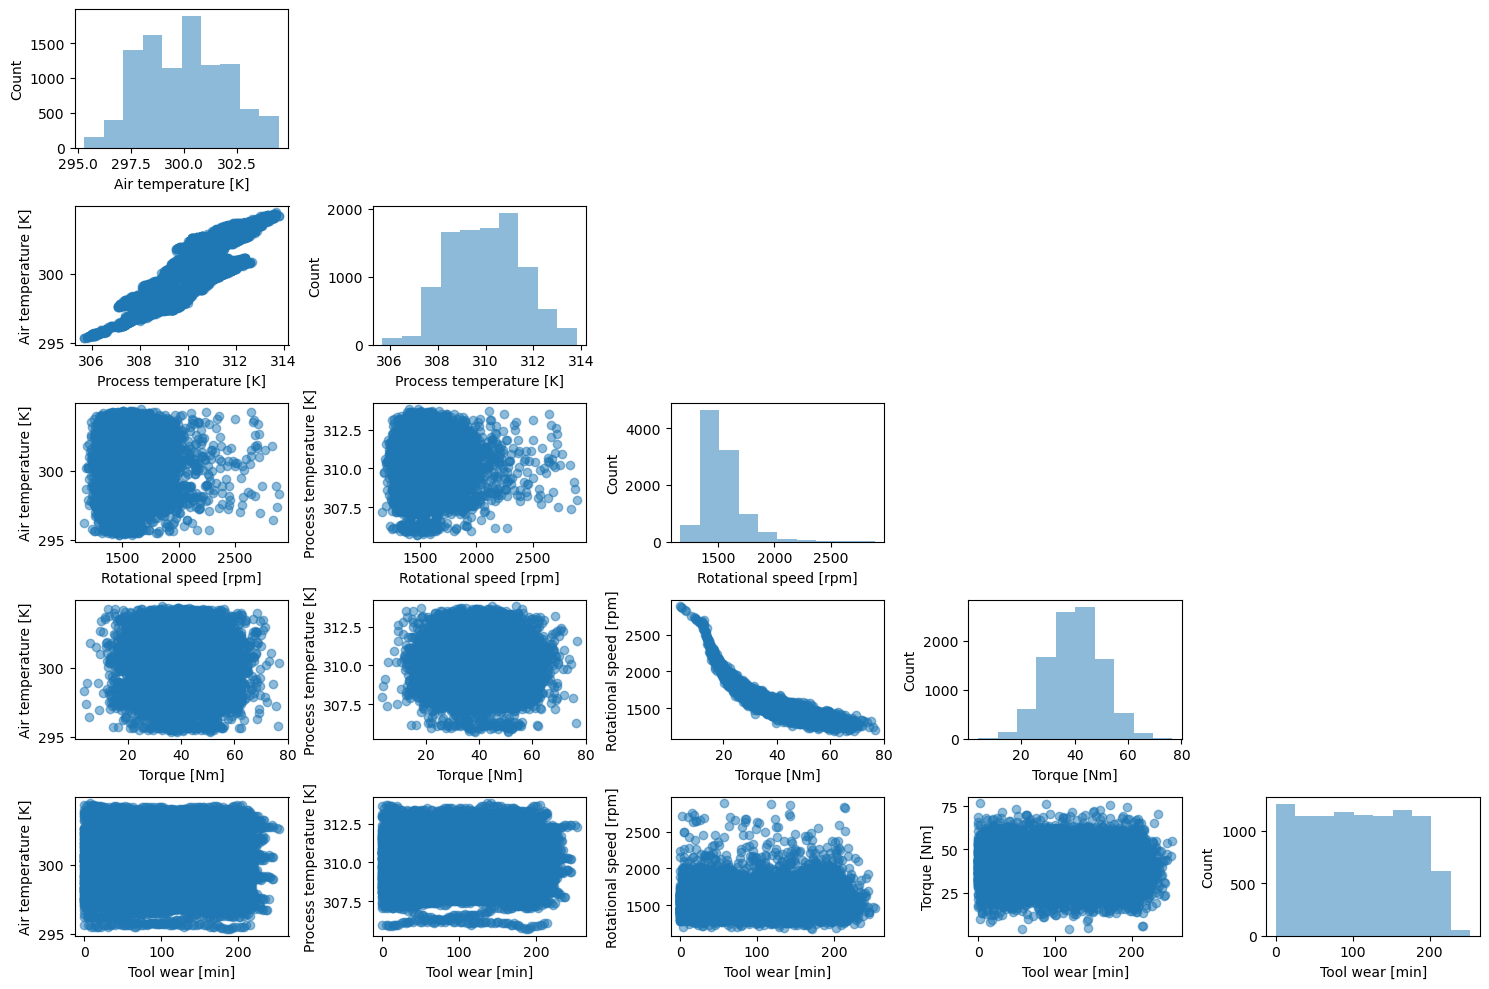 1500
1000
500
0
Count
295.0 297.5 300.0 302.5
Air temperature [K]
300
295
Air temperature [K]
306 308 310 312 314
Process temperature [K]
2000
1000
0
Count
306 308 310 312 314
Process temperature [K]
300
295
Air temperature [K]
1500 2000 2500
Rotational speed [rpm]
312.5
310.0
307.5
Process temperature [K]
1500 2000 2500
Rotational speed [rpm]
4000
2000
0
Count
1500 2000 2500
Rotational speed [rpm]
300
295
Air temperature [K]
20 40 60 80
Torque [Nm]
312.5
310.0
307.5
Process temperature [K]
20 40 60 80
Torque [Nm]
2500
2000
1500
Rotational speed [rpm]
20 40 60 80
Torque [Nm]
2000
1000
0
Count
20 40 60 80
Torque [Nm]
300
295
Air temperature [K]
0 100 200
Tool wear [min]
312.5
310.0
307.5
Process temperature [K]
0 100 200
Tool wear [min]
2500
2000
1500
Rotational speed [rpm]
0 100 200
Tool wear [min]
75
50
25
Torque [Nm]
0 100 200
Tool wear [min]
1000
500
0
Count
0 100 200
Tool wear [min]